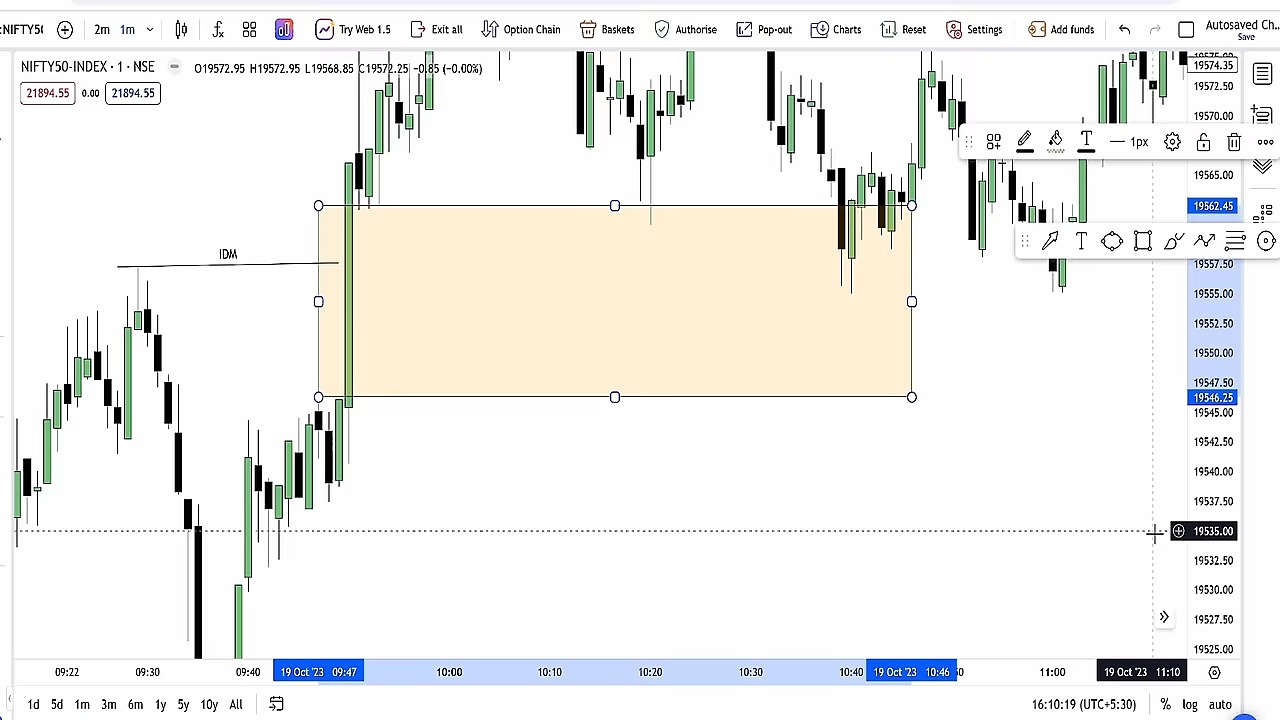 :NIFTY50 2m 1m Try Web 1.5 Exit all Option Chain Baskets Authorise Pop-out Charts Reset Settings Add funds Autosaved Ch...
Save
NIFTY50-INDEX · 1 · NSE O19572.95 H19572.95 L19568.85 C19572.25 -0.85 (-0.00%)
21894.55 0.00 21894.55
19574.35
19572.50
19570.00
1px
19565.00
19562.45
IDM
19557.50
19555.00
19552.50
19550.00
19547.50
19546.25
19545.00
19542.50
19540.00
19537.50
19535.00
19532.50
19530.00
19527.50
19525.00
09:22 09:30 09:40 19 Oct '23 09:47 10:00 10:10 10:20 10:30 10:40 19 Oct '23 10:46 11:00 19 Oct '23 11:10
1d 5d 1m 3m 6m 1y 5y 10y All 16:10:19 (UTC+5:30) % log auto